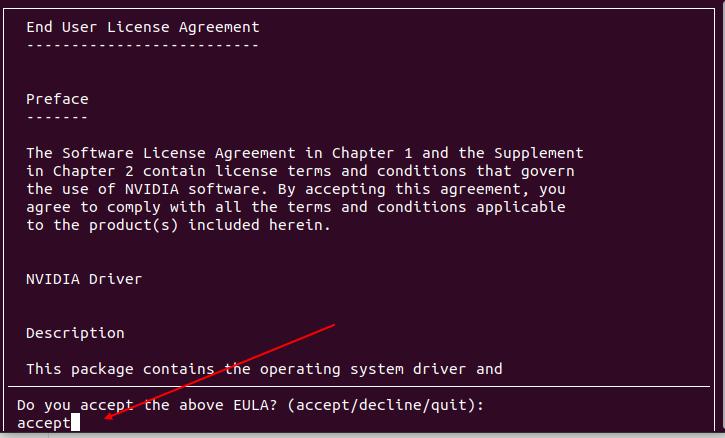 End User License Agreement
--------------------------
Preface
-------
The Software License Agreement in Chapter 1 and the Supplement
in Chapter 2 contain license terms and conditions that govern
the use of NVIDIA software. By accepting this agreement, you
agree to comply with all the terms and conditions applicable
to the product(s) included herein.
NVIDIA Driver
Description
This package contains the operating system driver and
Do you accept the above EULA? (accept/decline/quit):
accept